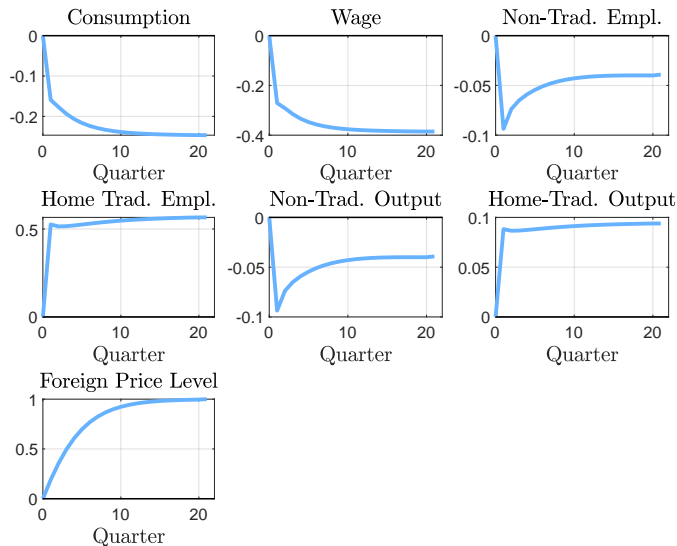 Consumption
Wage
Non-Trad. Empl.
0
-0.1
-0.2
0
10
20
Quarter
0
-0.2
-0.4
0
10
20
Quarter
0
-0.05
-0.1
0
10
20
Quarter
Home Trad. Empl.
Non-Trad. Output
Home-Trad. Output
0.5
0
0
10
20
Quarter
0
-0.05
-0.1
0
10
20
Quarter
0.1
0.05
0
0
10
20
Quarter
Foreign Price Level
1
0.5
0
0
10
20
Quarter